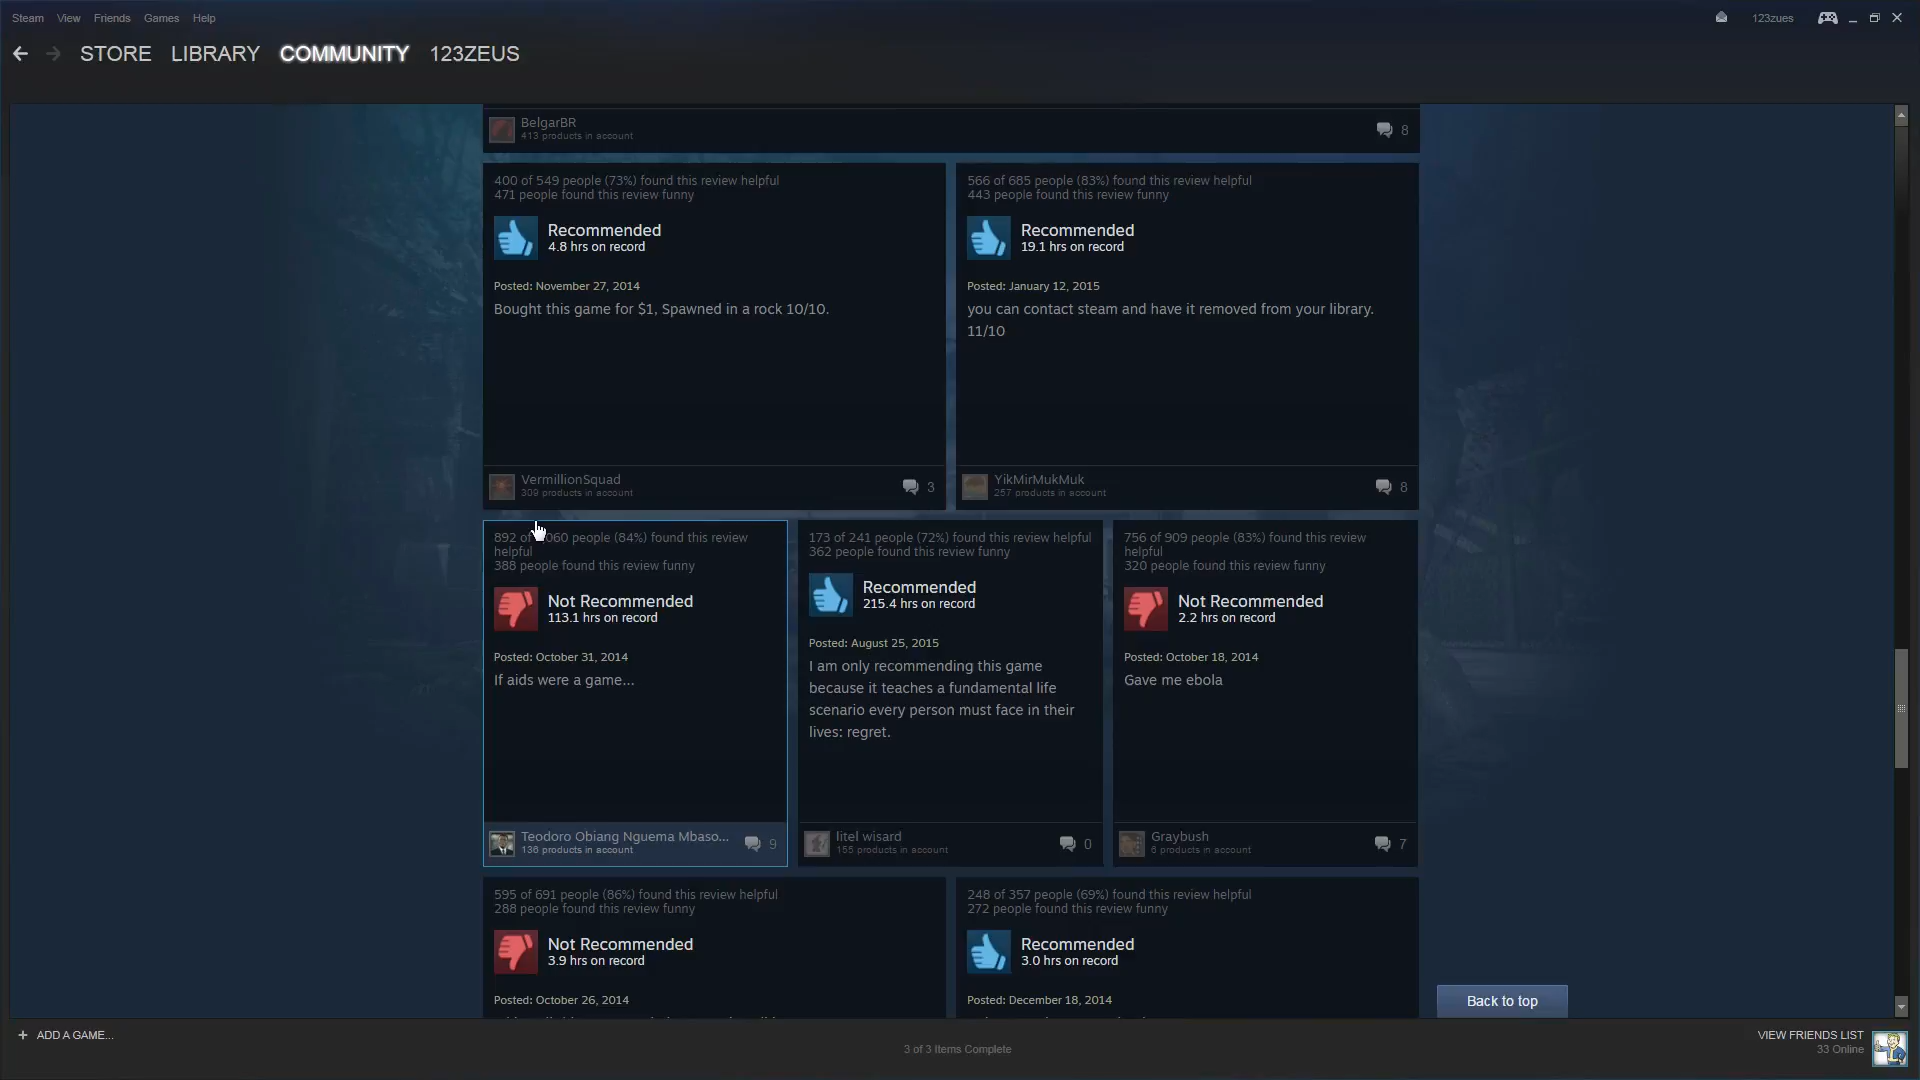 Steam View Friends Games Help
123zues
STORE LIBRARY COMMUNITY 123ZEUS
BelgarBR
413 products in account
8
400 of 549 people (73%) found this review helpful
471 people found this review funny
Recommended
4.8 hrs on record
Posted: November 27, 2014
Bought this game for $1, Spawned in a rock 10/10.
VermillionSquad
309 products in account
3
566 of 685 people (83%) found this review helpful
443 people found this review funny
Recommended
19.1 hrs on record
Posted: January 12, 2015
you can contact steam and have it removed from your library.
11/10
YikMirMukMuk
257 products in account
8
892 of 060 people (84%) found this review
helpful
388 people found this review funny
Not Recommended
113.1 hrs on record
Posted: October 31, 2014
If aids were a game...
Teodoro Obiang Nguema Mbaso...
136 products in account
9
173 of 241 people (72%) found this review helpful
362 people found this review funny
Recommended
215.4 hrs on record
Posted: August 25, 2015
I am only recommending this game
because it teaches a fundamental life
scenario every person must face in their
lives: regret.
litel wisard
155 products in account
0
756 of 909 people (83%) found this review
helpful
320 people found this review funny
Not Recommended
2.2 hrs on record
Posted: October 18, 2014
Gave me ebola
Graybush
6 products in account
7
595 of 691 people (86%) found this review helpful
288 people found this review funny
Not Recommended
3.9 hrs on record
Posted: October 26, 2014
248 of 357 people (69%) found this review helpful
272 people found this review funny
Recommended
3.0 hrs on record
Posted: December 18, 2014
Back to top
+ ADD A GAME...
3 of 3 Items Complete
VIEW FRIENDS LIST
33 Online